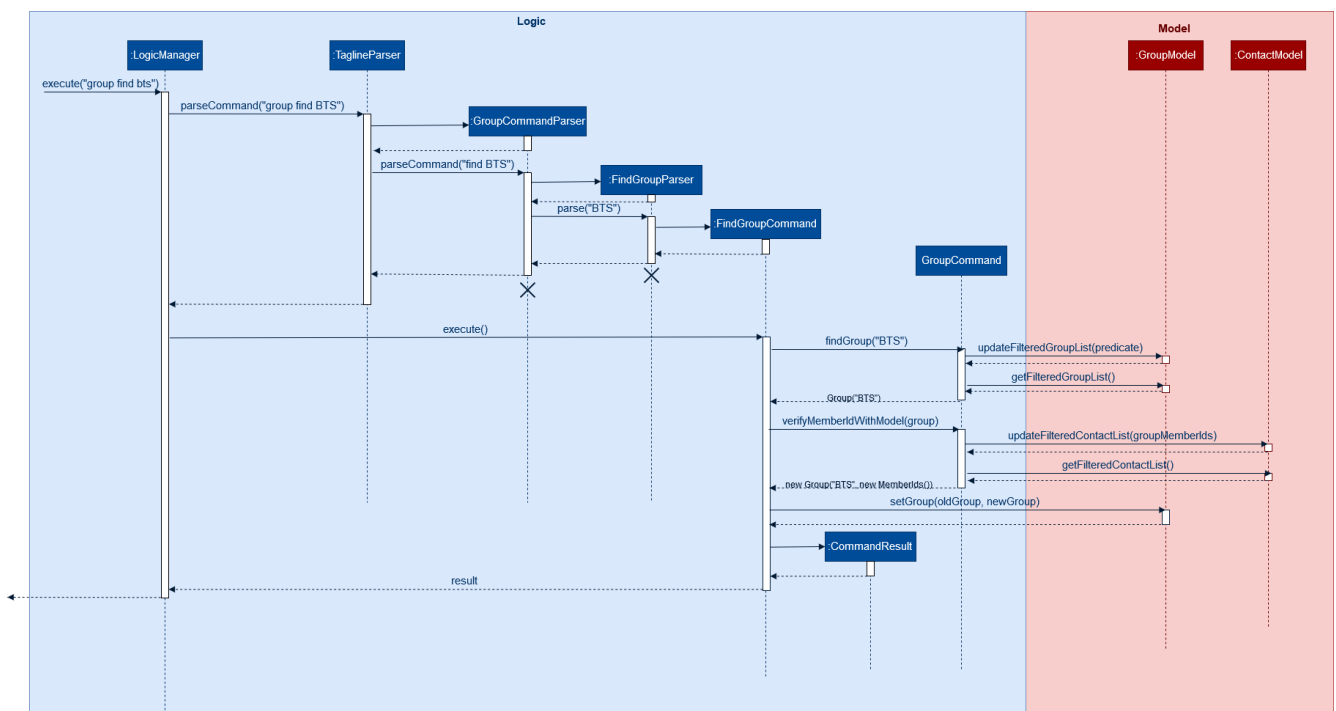 Logic
Model
:LogicManager
:TaglineParser
:GroupModel
:ContactModel
execute("group find bts")
parseCommand("group find BTS")
:GroupCommandParser
parseCommand("find BTS")
:FindGroupParser
parse("BTS")
:FindGroupCommand
GroupCommand
execute()
findGroup("BTS")
updateFilteredGroupList(predicate)
getFilteredGroupList()
Group("BTS")
verifyMemberIdWithModel(group)
updateFilteredContactList(groupMemberIds)
getFilteredContactList()
new Group("BTS", new MemberIds())
setGroup(oldGroup, newGroup)
:CommandResult
result